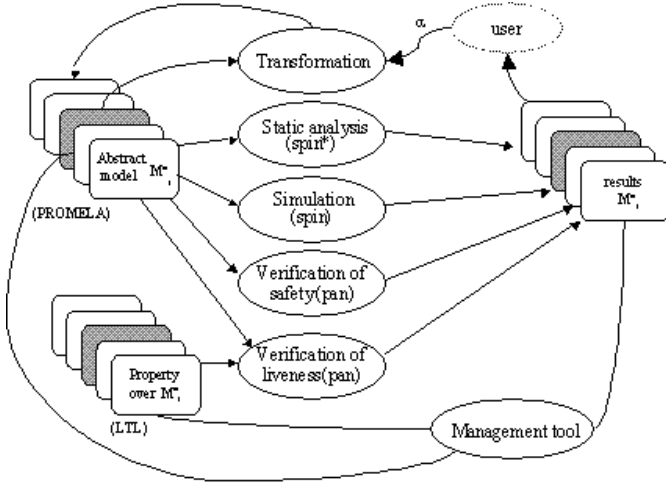 α
user
Transformation
Static analysis
(spin*)
Abstract
model M
(PROMELA)
Simulation
(spin)
results
M
Verification of
safety(pan)
Verification of
liveness(pan)
Property
over M
(LTL)
Management tool